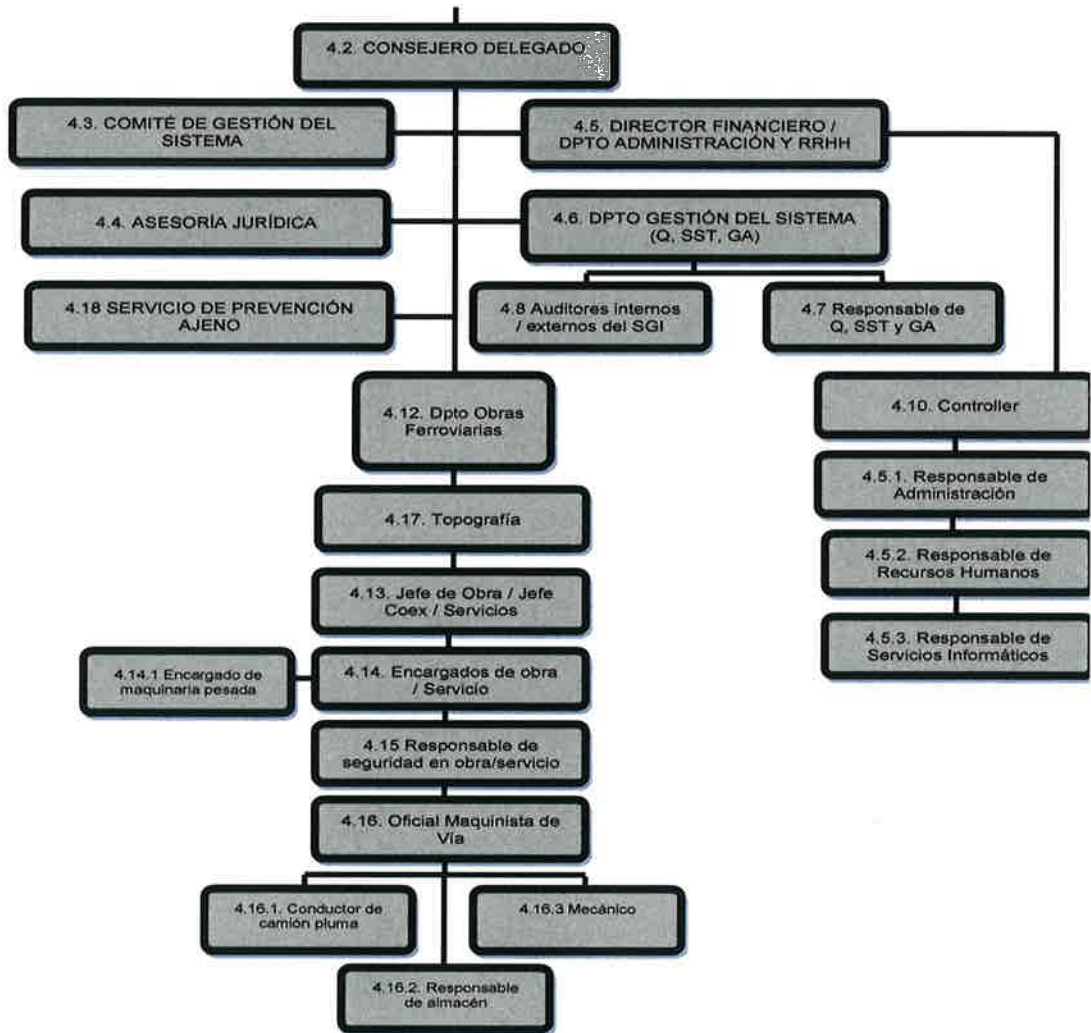 4.2. CONSEJERO DELEGADO
4.3. COMITÉ DE GESTIÓN DEL
SISTEMA
4.5. DIRECTOR FINANCIERO /
DPTO ADMINISTRACIÓN Y RRHH
4.4. ASESORÍA JURÍDICA
4.6. DPTO GESTIÓN DEL SISTEMA
(Q, SST, GA)
4.18 SERVICIO DE PREVENCIÓN
AJENO
4.8 Auditores internos
/ externos del SGI
4.7 Responsable de
Q, SST y GA
4.12. Dpto Obras
Ferroviarias
4.10. Controller
4.5.1. Responsable de
Administración
4.17. Topografía
4.5.2. Responsable de
Recursos Humanos
4.13. Jefe de Obra / Jefe
Coex / Servicios
4.5.3. Responsable de
Servicios Informáticos
4.14.1 Encargado de
maquinaria pesada
4.14. Encargados de obra
/ Servicio
4.15 Responsable de
seguridad en obra/servicio
4.16. Oficial Maquinista de
Vía
4.16.1. Conductor de
camión pluma
4.16.3 Mecánico
4.16.2. Responsable
de almacén